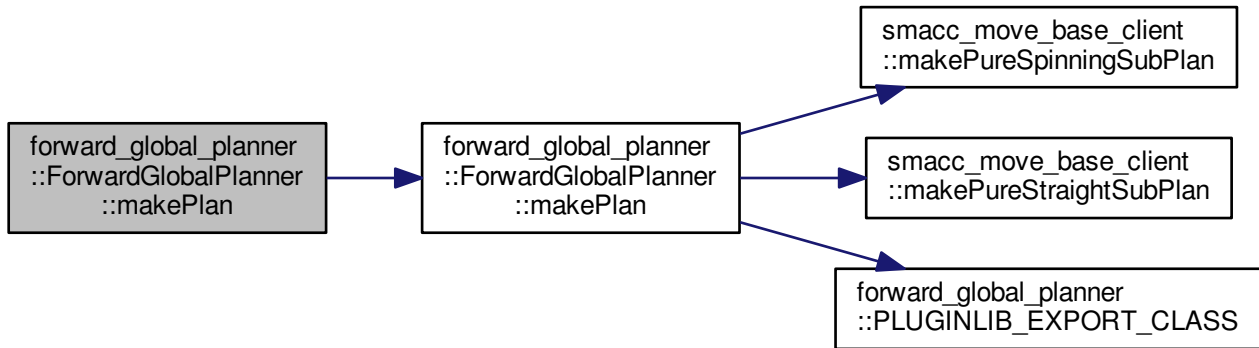 forward_global_planner
::ForwardGlobalPlanner
::makePlan
forward_global_planner
::ForwardGlobalPlanner
::makePlan
smacc_move_base_client
::makePureSpinningSubPlan
smacc_move_base_client
::makePureStraightSubPlan
forward_global_planner
::PLUGINLIB_EXPORT_CLASS